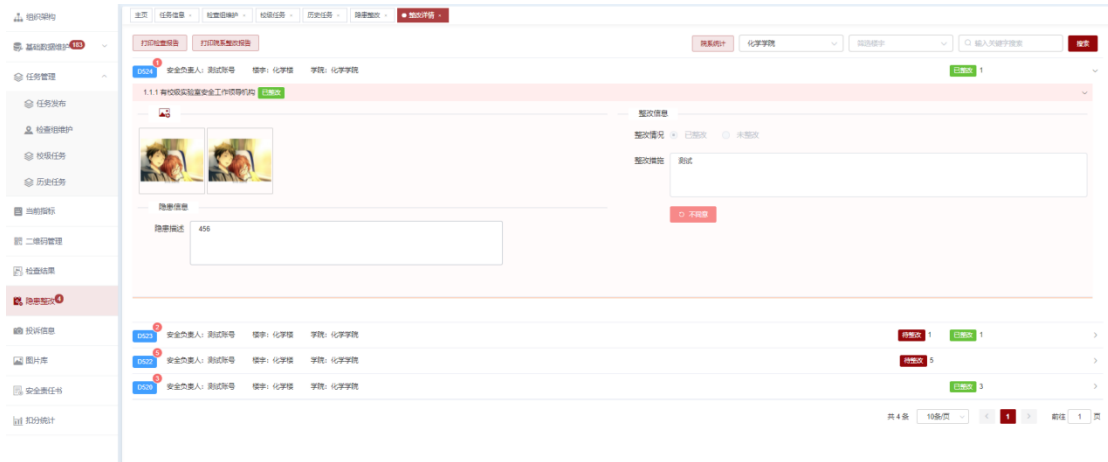 组织架构
基础数据维护 163
任务管理
任务发布
检查组维护
校级任务
历史任务
当前指标
二维码管理
检查结果
隐患整改 4
投诉信息
图片库
安全责任书
扣分统计
主页 任务信息 × 检查组维护 × 校级任务 × 历史任务 × 隐患整改 × 整改详情 ×
打印检查报告 打印院系整改报告 院系统计 化学学院 筛选楼宇 输入关键字搜索 搜索
D524 1 安全负责人: 测试账号 楼宇: 化学楼 学院: 化学学院 已整改 1
1.1.1 有校级实验室安全工作领导机构 已整改
整改信息
整改情况 已整改 未整改
整改措施 测试
不同意
隐患信息
隐患描述 456
D523 2 安全负责人: 测试账号 楼宇: 化学楼 学院: 化学学院 待整改 1 已整改 1
D522 5 安全负责人: 测试账号 楼宇: 化学楼 学院: 化学学院 待整改 5
D520 3 安全负责人: 测试账号 楼宇: 化学楼 学院: 化学学院 已整改 3
共 4 条 10条/页 1 前往 1 页